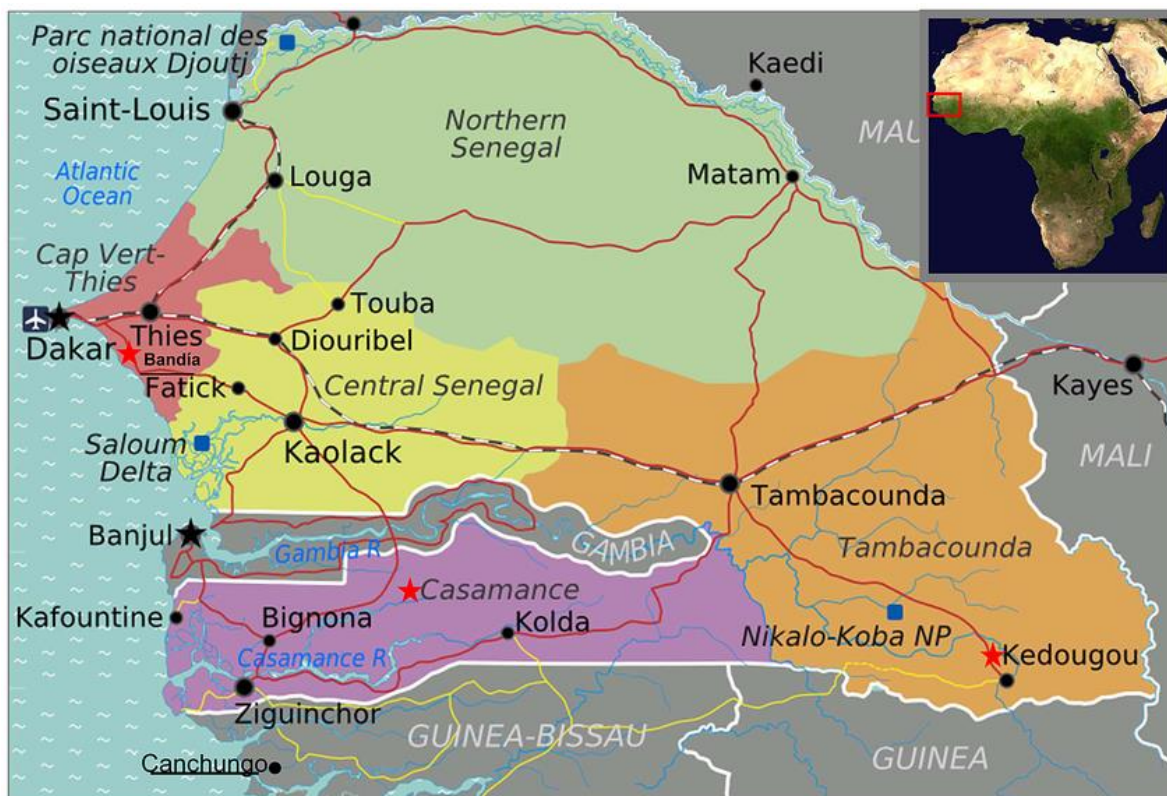 Parc national des
oiseaux Djoutj
Kaedi
Saint-Louis
Northern
Senegal
MAU
Atlantic
Ocean
Louga
Matam
Cap Vert-
Thies
Touba
Dakar
Thies
Diouribel
Bandía
Fatick
Central Senegal
Kayes
Saloum
Delta
Kaolack
MALI
Tambacounda
Banjul
Gambia R
GAMBIA
Tambacounda
Casamance
Kafountine
Bignona
Kolda
Nikalo-Koba NP
Casamance R
Kedougou
Ziguinchor
GUINEA-BISSAU
GUINEA
Canchungo